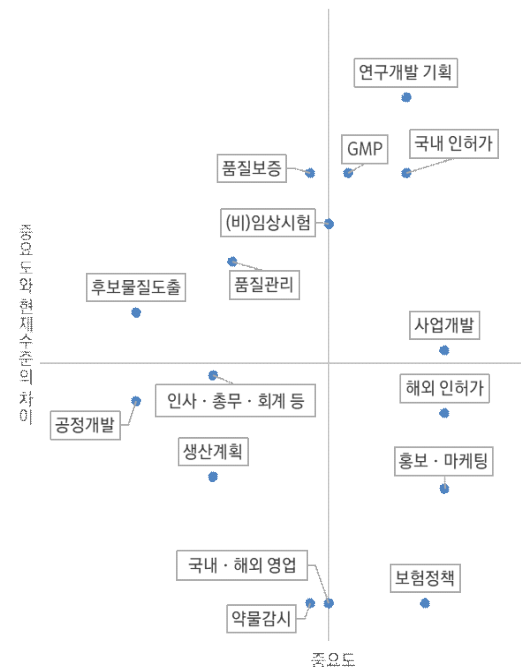 연구개발 기획
GMP
국내 인허가
품질보증
(비)임상시험
품질관리
후보물질도출
사업개발
중요도와 현재수준의 차이
해외 인허가
인사 · 총무 · 회계 등
공정개발
생산계획
홍보 · 마케팅
국내 · 해외 영업
보험정책
약물감시
중요도